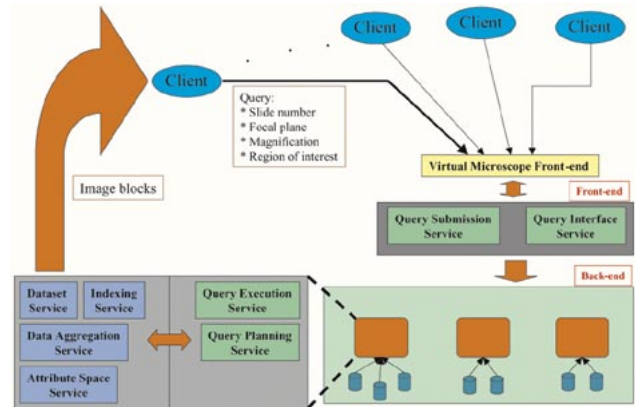 Client
Client
Client
Client
Query:
* Slide number
* Focal plane
* Magnification
* Region of interest
Virtual Microscope Front-end
Image blocks
Front-end
Query Submission
Service
Query Interface
Service
Back-end
Dataset
Service
Indexing
Service
Query Execution
Service
Data Aggregation
Service
Query Planning
Service
Attribute Space
Service